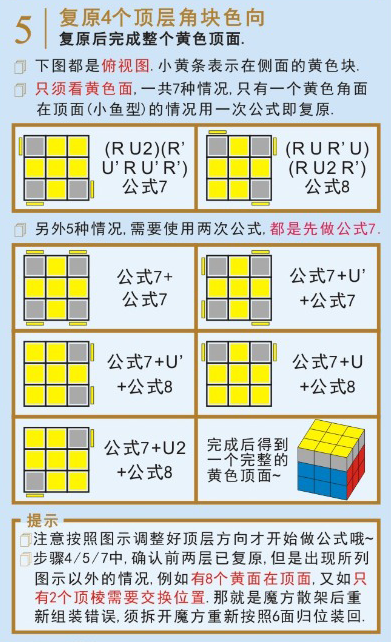 5
复原4个顶层角块色向
复原后完成整个黄色顶面.
下图都是俯视图.小黄条表示在侧面的黄色块.
只须看黄色面,一共7种情况,只有一个黄色角面
在顶面(小鱼型)的情况用一次公式即复原.
(R U2)(R'
U' R U' R')
公式7
(R U R' U)
(R U2 R')
公式8
另外5种情况,需要使用两次公式,都是先做公式7.
公式7+
公式7
公式7+U'
+公式7
公式7+U'
+公式8
公式7+U
+公式8
公式7+U2
+公式8
完成后得到
一个完整的
黄色顶面~
提示
注意按照图示调整好顶层方向才开始做公式哦~
步骤4/5/7中,确认前两层已复原,但是出现所列
图示以外的情况,例如有8个黄面在顶面,又如只
有2个顶棱需要交换位置.那就是魔方散架后重
新组装错误,须拆开魔方重新按照6面归位装回.